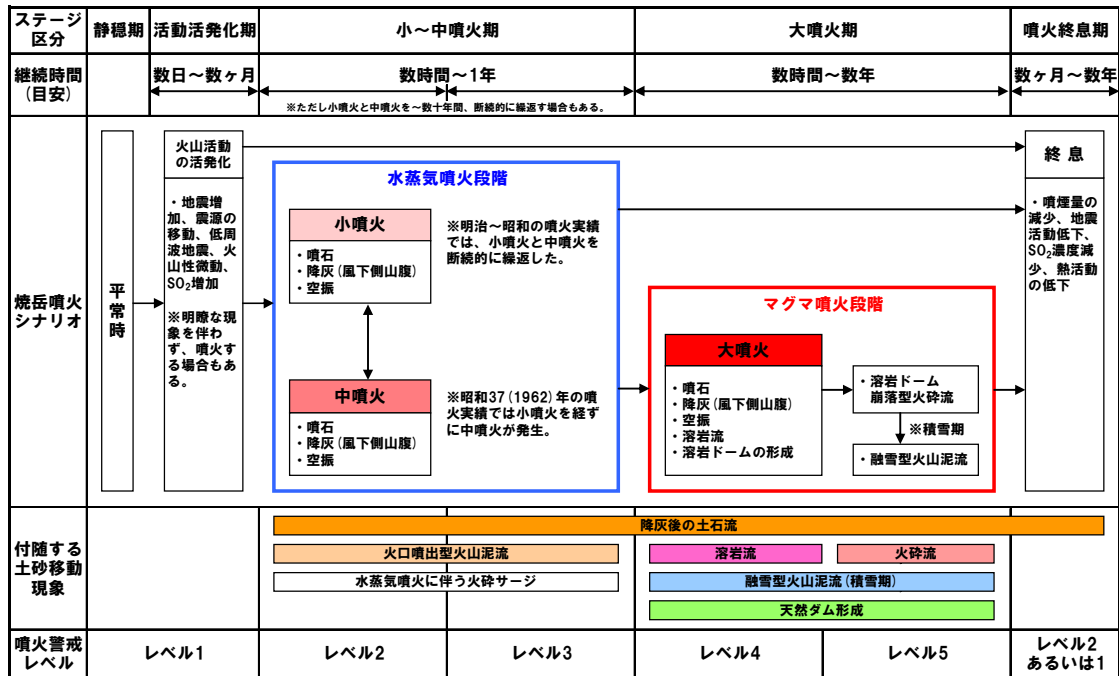 ステージ
区分
静穏期
活動活発化期
小～中噴火期
大噴火期
噴火終息期
継続時間
(目安)
数日～数ヶ月
数時間～1年
数時間～数年
数ヶ月～数年
※ただし小噴火と中噴火を～数十年間、断続的に繰返す場合もある。
焼岳噴火
シナリオ
平常時
火山活動
の活発化
・地震増
加、震源の
移動、低周
波地震、火
山性微動、
SO₂増加
※明瞭な現
象を伴わ
ず、噴火す
る場合もあ
る。
水蒸気噴火段階
小噴火
・噴石
・降灰(風下側山腹)
・空振
※明治～昭和の噴火実績
では、小噴火と中噴火を
断続的に繰返した。
中噴火
・噴石
・降灰(風下側山腹)
・空振
※昭和37(1962)年の噴
火実績では小噴火を経ず
に中噴火が発生。
マグマ噴火段階
大噴火
・噴石
・降灰(風下側山腹)
・空振
・溶岩流
・溶岩ドームの形成
・溶岩ドーム
崩落型火砕流
※積雪期
・融雪型火山泥流
終 息
・噴煙量の
減少、地震
活動低下、
SO₂濃度減
少、熱活動
の低下
付随する
土砂移動
現象
降灰後の土石流
火口噴出型火山泥流
溶岩流
火砕流
水蒸気噴火に伴う火砕サージ
融雪型火山泥流(積雪期)
天然ダム形成
噴火警戒
レベル
レベル1
レベル2
レベル3
レベル4
レベル5
レベル2
あるいは1